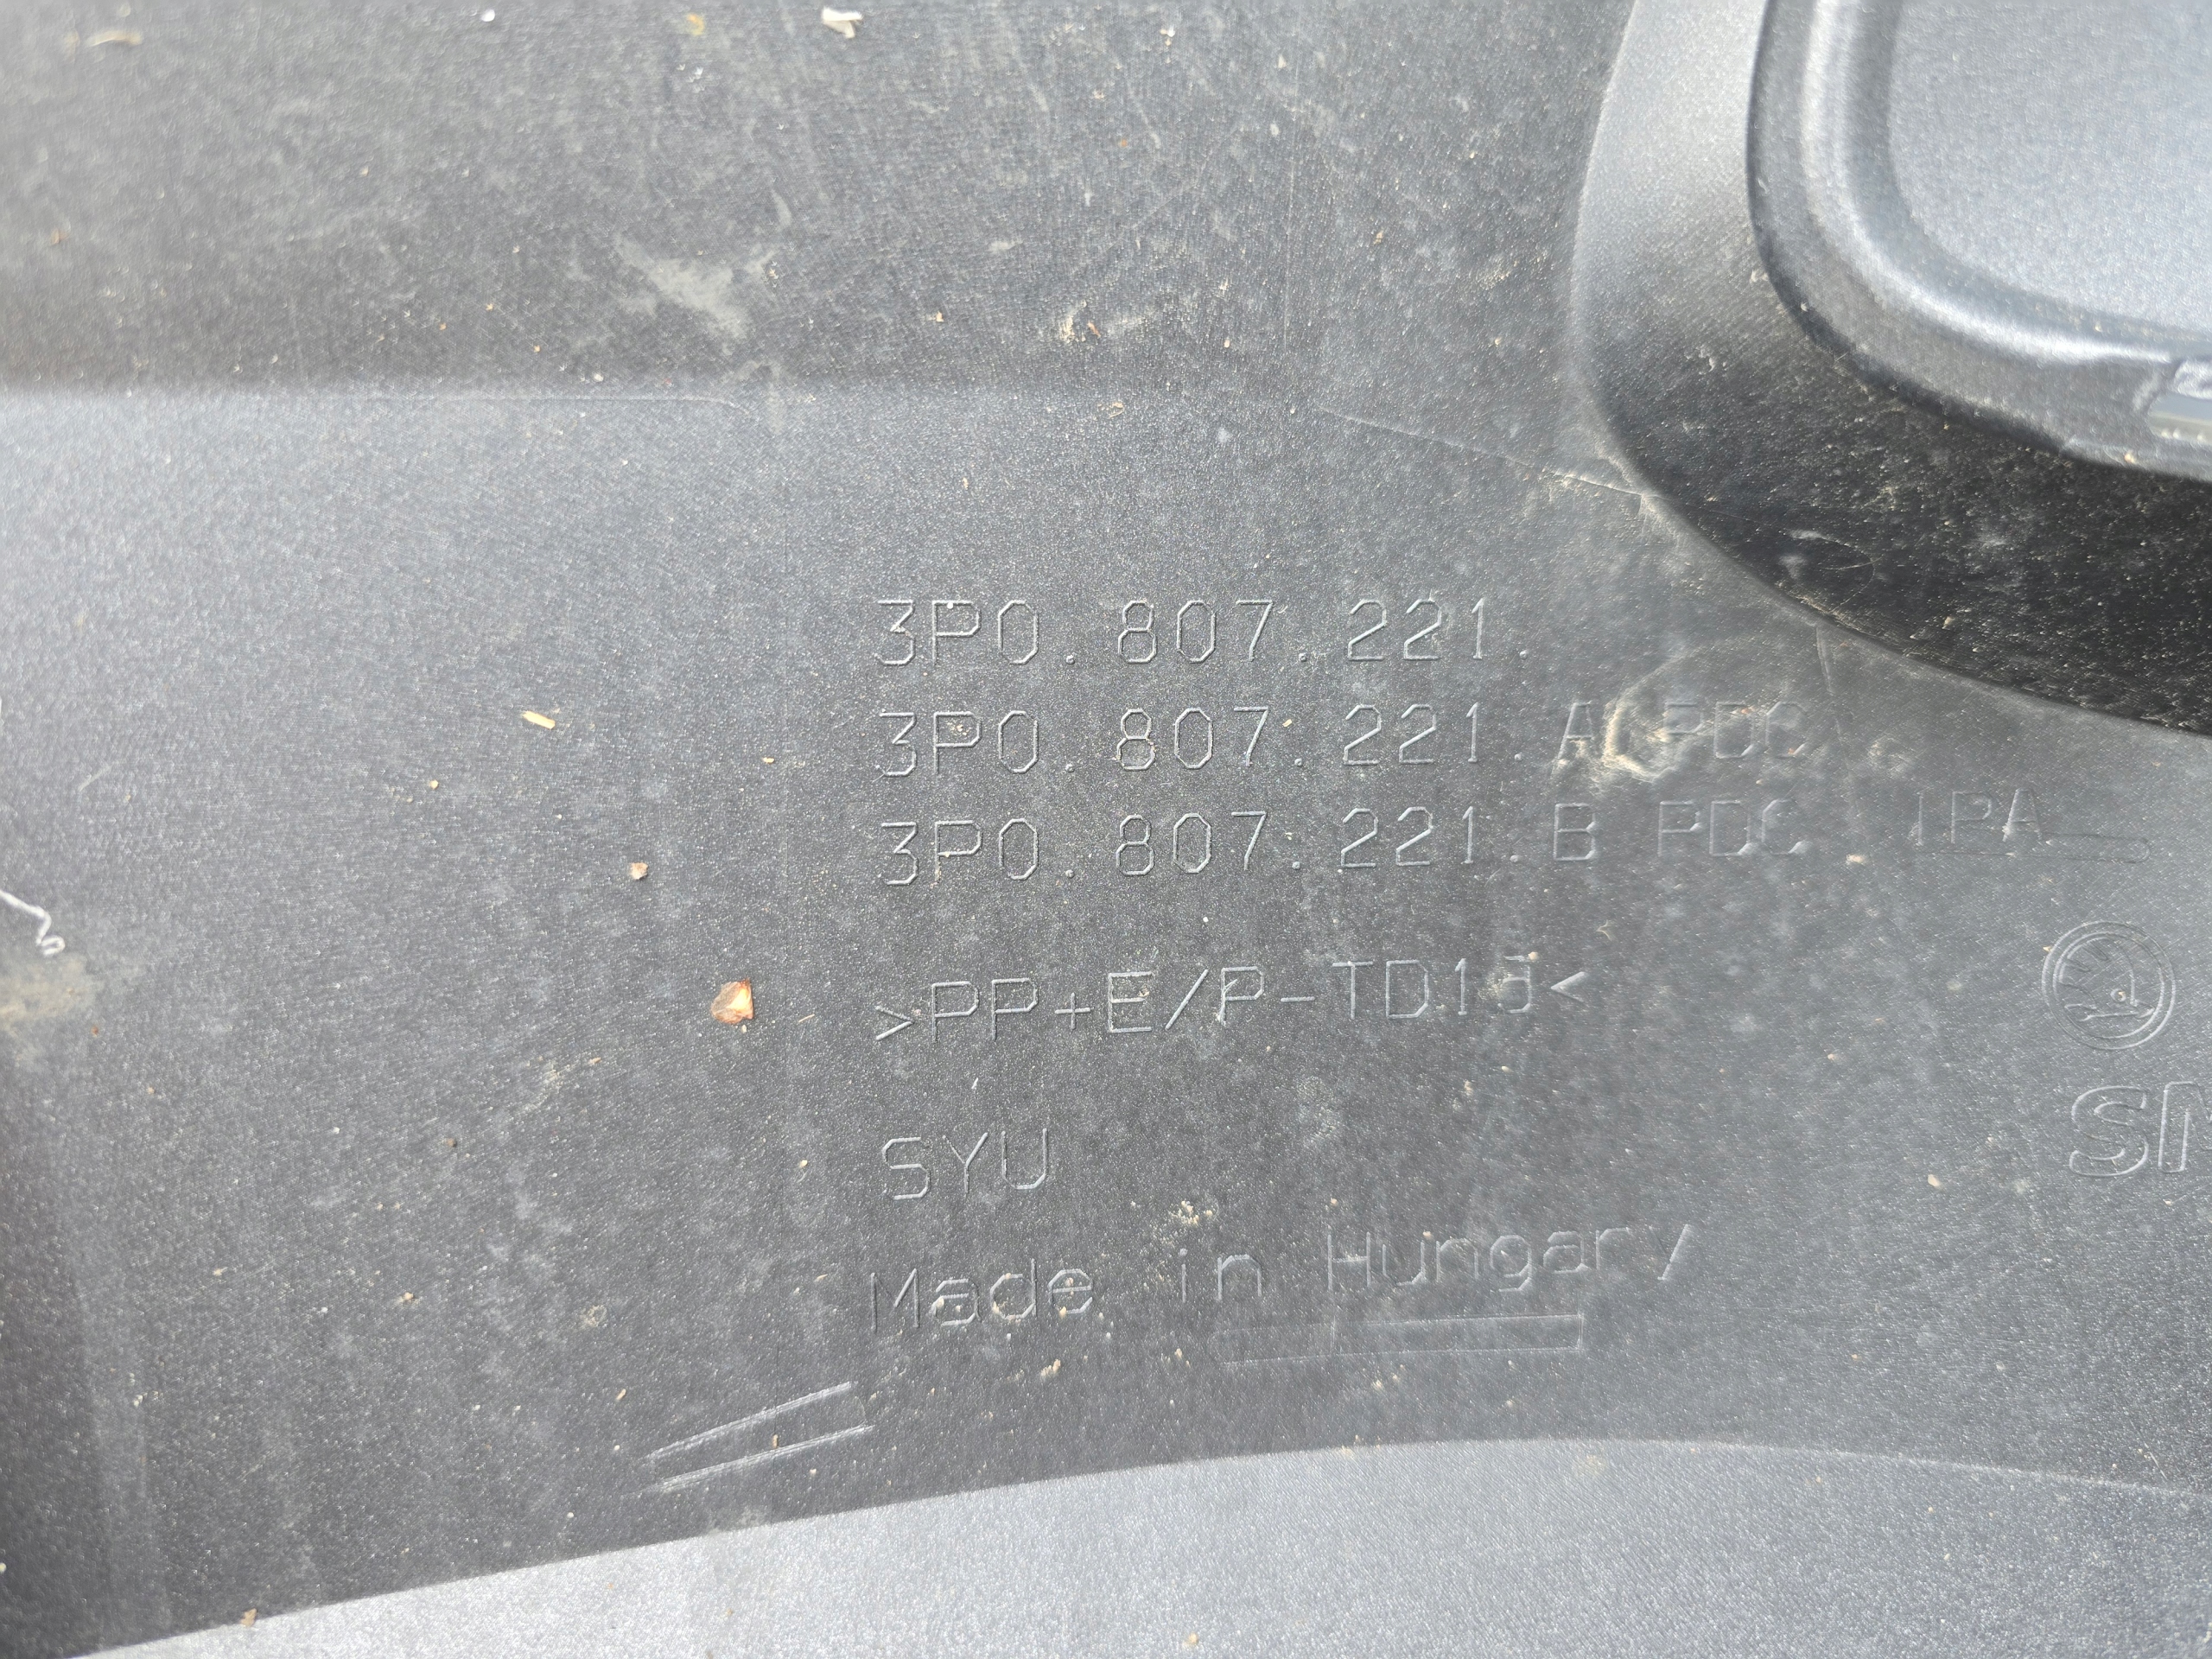 3P0.807.221.
3P0.807.221.A PDC
3P0.807.221.B PDC IPA
>PP+E/P-TD15<
SYU
Made in Hungary